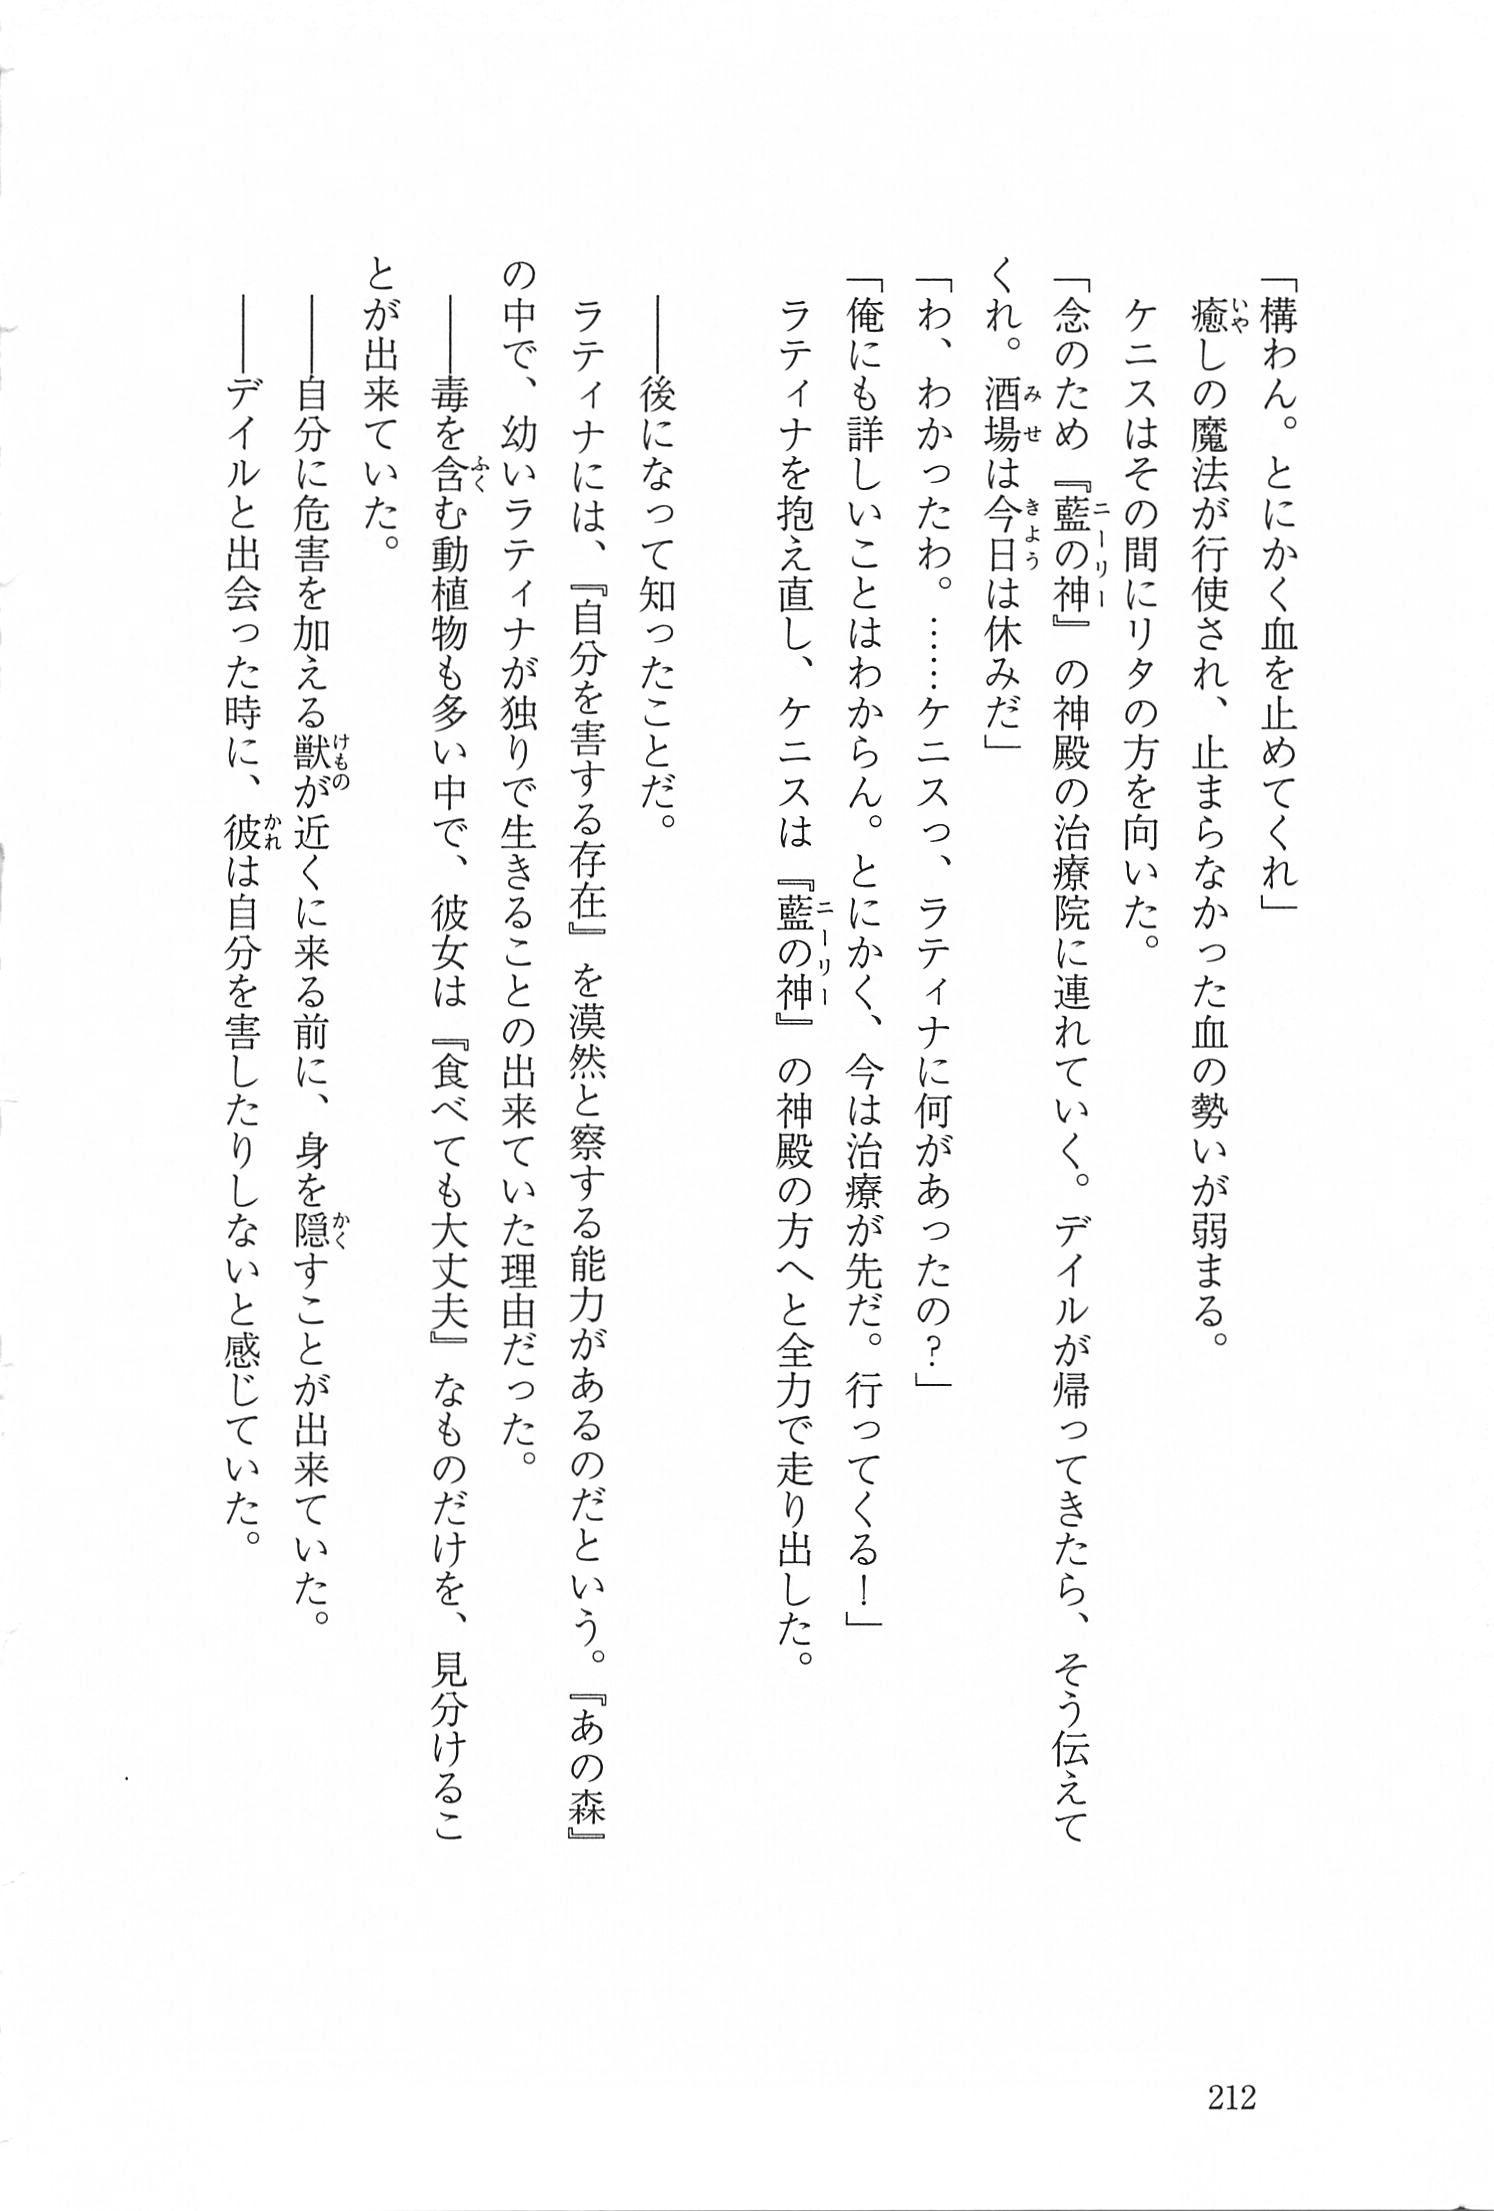 「構わん。とにかく血を止めてくれ」
癒しの魔法が行使され、止まらなかった血の勢いが弱まる。
ケニスはその間にリタの方を向いた。
「念のため『藍の神』の神殿の治療院に連れていく。デイルが帰ってきたら、そう伝えて
くれ。酒場は今日は休みだ」
「わ、わかったわ。……ケニスっ、ラティナに何があったの？」
「俺にも詳しいことはわからん。とにかく、今は治療が先だ。行ってくる！」
ラティナを抱え直し、ケニスは『藍の神』の神殿の方へと全力で走り出した。
――後になって知ったことだ。
ラティナには、『自分を害する存在』を漠然と察する能力があるのだという。『あの森』
の中で、幼いラティナが独りで生きることの出来ていた理由だった。
――毒を含む動植物も多い中で、彼女は『食べても大丈夫』なものだけを、見分けるこ
とが出来ていた。
――自分に危害を加える獣が近くに来る前に、身を隠すことが出来ていた。
――デイルと出会った時に、彼は自分を害したりしないと感じていた。
212